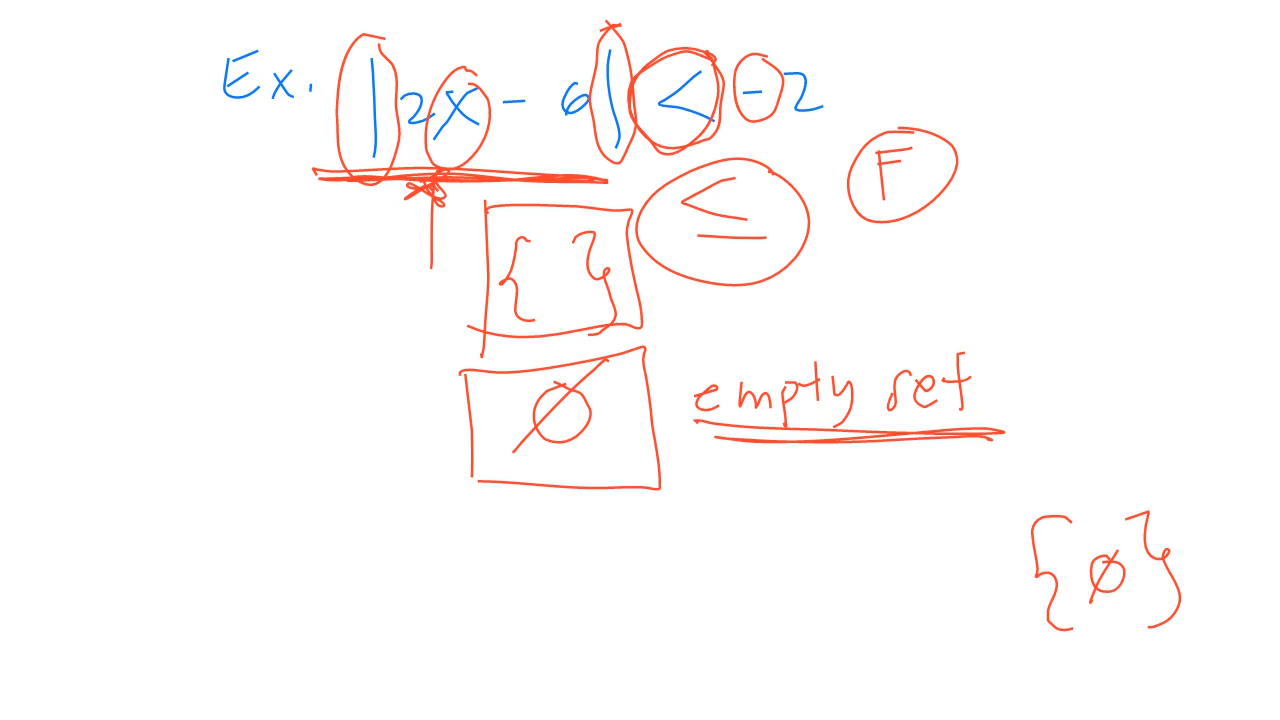 Ex. |2x - 6| < -2
F
≤
{ }
∅
empty set
{∅}